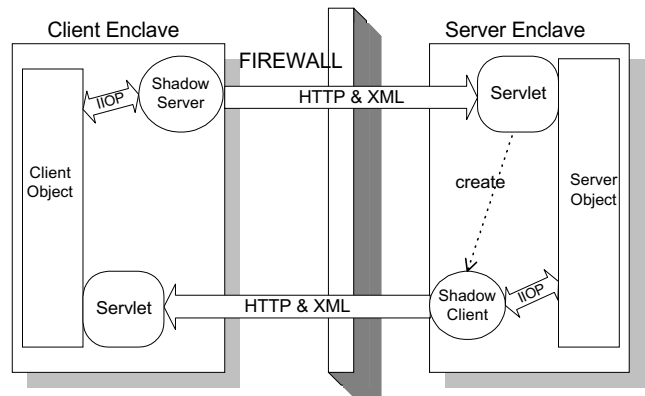 Client Enclave
Server Enclave
FIREWALL
Shadow
Server
IIOP
HTTP & XML
Servlet
Client
Object
create
Server
Object
Servlet
HTTP & XML
Shadow
Client
IIOP